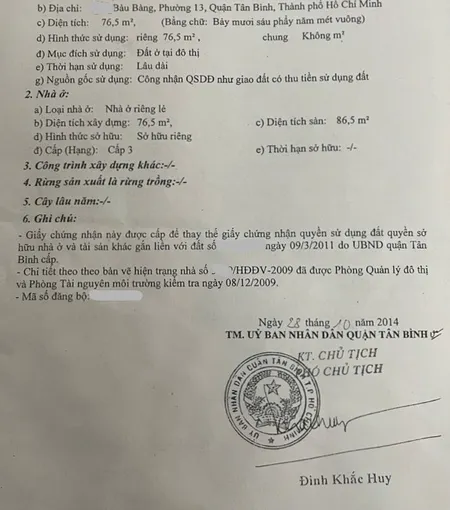 b) Địa chỉ: Bàu Bàng, Phường 13, Quận Tân Bình, Thành phố Hồ Chí Minh
c) Diện tích: 76,5 m², (Bằng chữ: Bảy mươi sáu phẩy năm mét vuông)
d) Hình thức sử dụng: riêng 76,5 m², chung Không m²
đ) Mục đích sử dụng: Đất ở tại đô thị
e) Thời hạn sử dụng: Lâu dài
g) Nguồn gốc sử dụng: Công nhận QSDĐ như giao đất có thu tiền sử dụng đất
2. Nhà ở:
a) Loại nhà ở: Nhà ở riêng lẻ
b) Diện tích xây dựng: 76,5 m², c) Diện tích sàn: 86,5 m²
d) Hình thức sở hữu: Sở hữu riêng
đ) Cấp (Hạng): Cấp 3 e) Thời hạn sở hữu: -/-
3. Công trình xây dựng khác:-/-
4. Rừng sản xuất là rừng trồng:-/-
5. Cây lâu năm:-/-
6. Ghi chú:
- Giấy chứng nhận này được cấp để thay thế giấy chứng nhận quyền sử dụng đất quyền sở
hữu nhà ở và tài sản khác gắn liền với đất số ngày 09/3/2011 do UBND quận Tân
Bình cấp.
- Chi tiết theo theo bản vẽ hiện trạng nhà số /HĐĐV-2009 đã được Phòng Quản lý đô thị
và Phòng Tài nguyên môi trường kiểm tra ngày 08/12/2009.
- Mã số đăng bộ:
Ngày 28 tháng 10 năm 2014
TM. UỶ BAN NHÂN DÂN QUẬN TÂN BÌNH
KT. CHỦ TỊCH
PHÓ CHỦ TỊCH
ỦY BAN NHÂN DÂN QUẬN TÂN BÌNH T.P HỒ CHÍ MINH
Đinh Khắc Huy